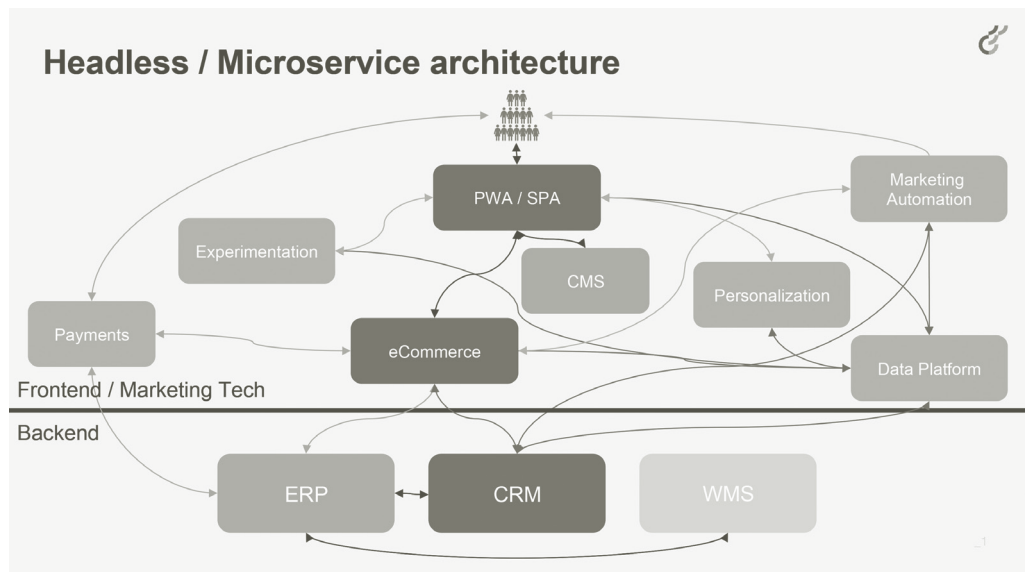 Headless / Microservice architecture
PWA / SPA
Marketing
Automation
Experimentation
CMS
Personalization
Payments
eCommerce
Data Platform
Frontend / Marketing Tech
Backend
ERP
CRM
WMS
_1